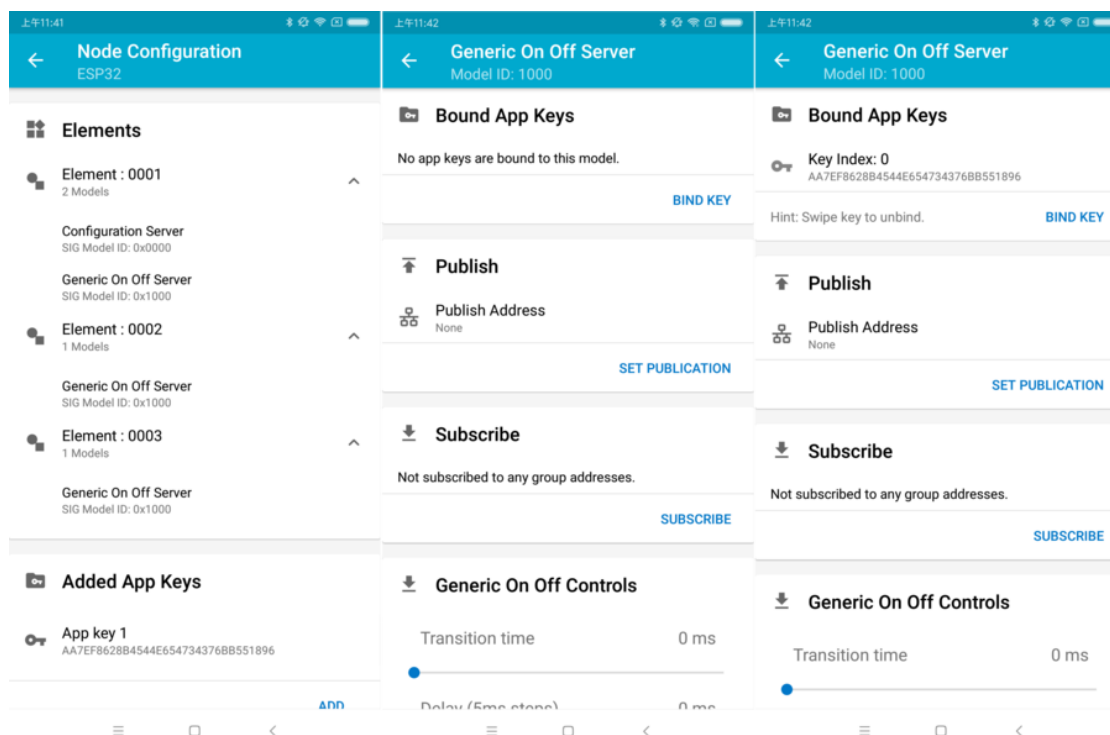 上午11:41
Node Configuration
ESP32
Elements
Element : 0001
2 Models
Configuration Server
SIG Model ID: 0x0000
Generic On Off Server
SIG Model ID: 0x1000
Element : 0002
1 Models
Generic On Off Server
SIG Model ID: 0x1000
Element : 0003
1 Models
Generic On Off Server
SIG Model ID: 0x1000
Added App Keys
App key 1
AA7EF8628B4544E654734376BB551896
ADD
上午11:42
Generic On Off Server
Model ID: 1000
Bound App Keys
No app keys are bound to this model.
BIND KEY
Publish
Publish Address
None
SET PUBLICATION
Subscribe
Not subscribed to any group addresses.
SUBSCRIBE
Generic On Off Controls
Transition time 0 ms
Delay (5ms steps) 0 ms
上午11:42
Generic On Off Server
Model ID: 1000
Bound App Keys
Key Index: 0
AA7EF8628B4544E654734376BB551896
Hint: Swipe key to unbind. BIND KEY
Publish
Publish Address
None
SET PUBLICATION
Subscribe
Not subscribed to any group addresses.
SUBSCRIBE
Generic On Off Controls
Transition time 0 ms